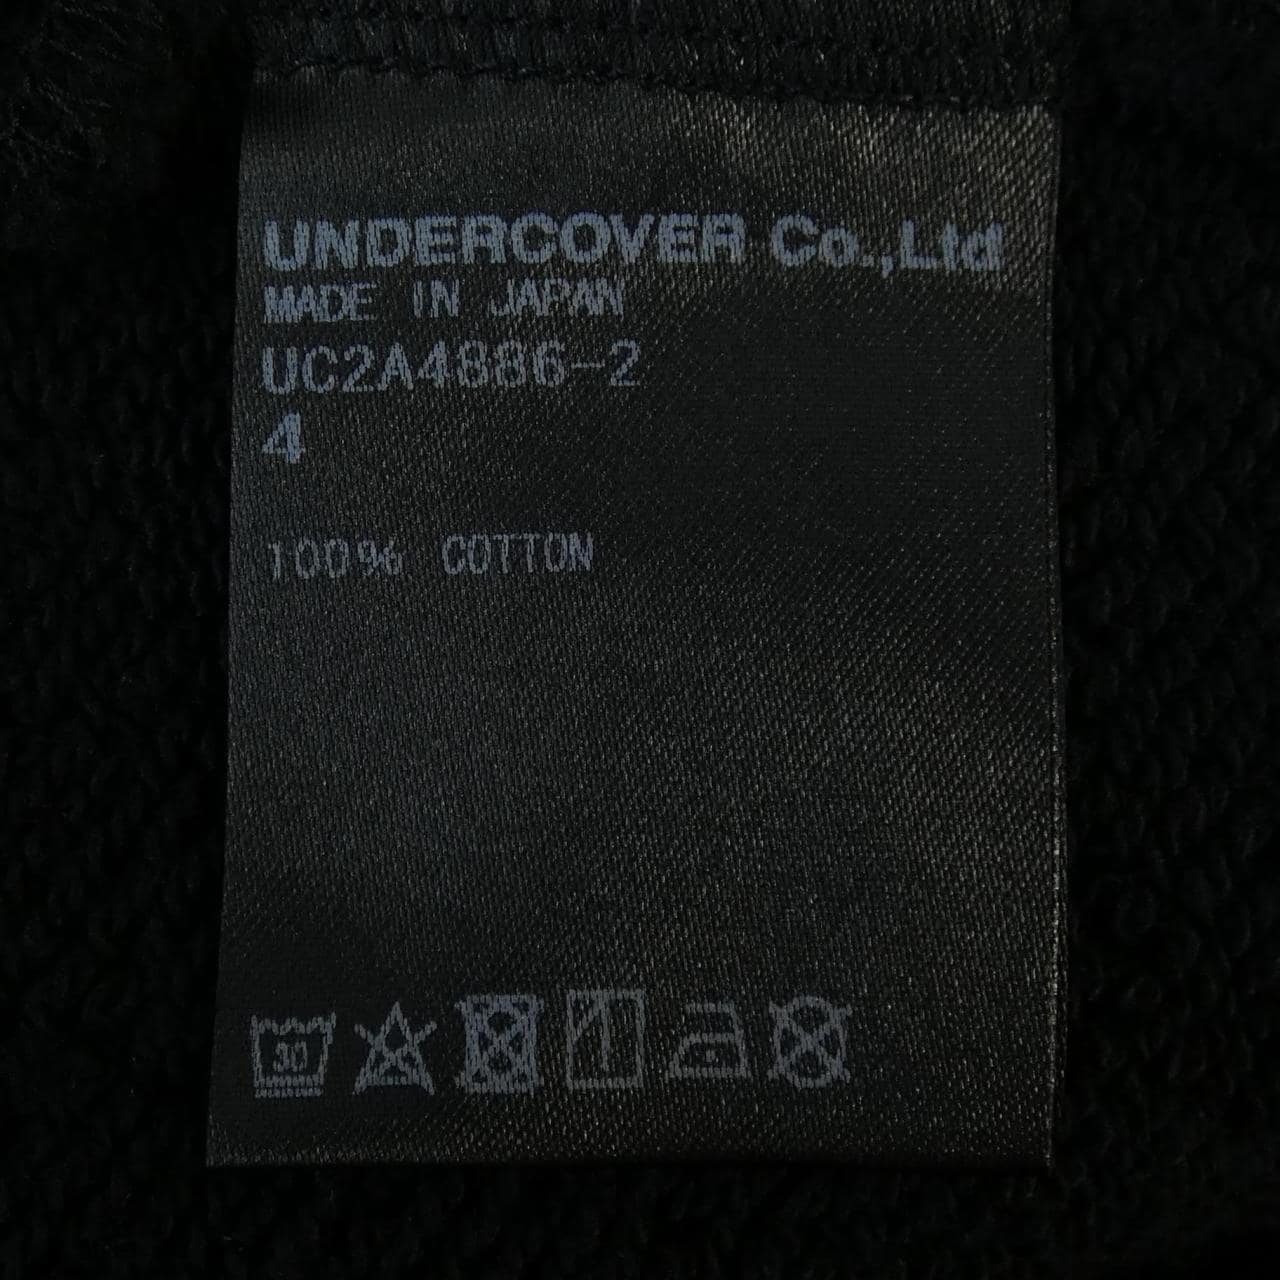 UNDERCOVER Co.,Ltd
MADE IN JAPAN
UC2A4886-2
4
100% COTTON
30